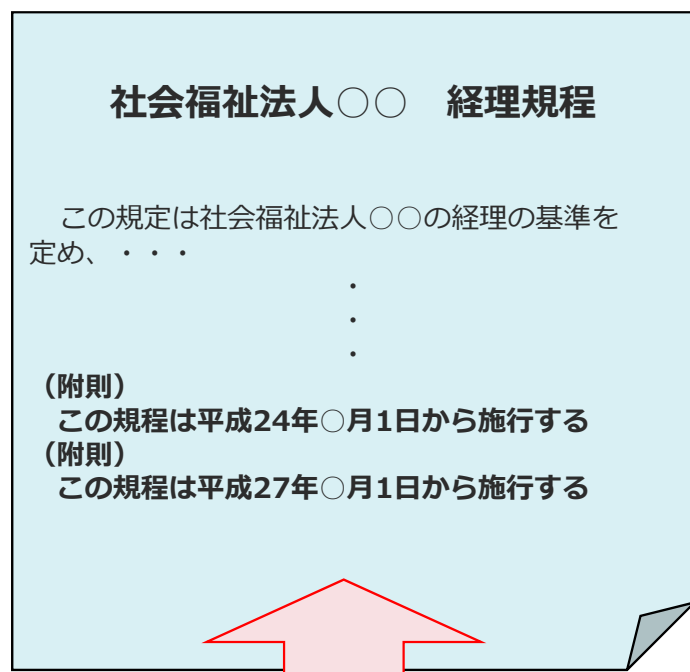 社会福祉法人○○　経理規程
この規定は社会福祉法人○○の経理の基準を
定め、・・・
・
・
・
（附則）
この規程は平成24年○月1日から施行する
（附則）
この規程は平成27年○月1日から施行する